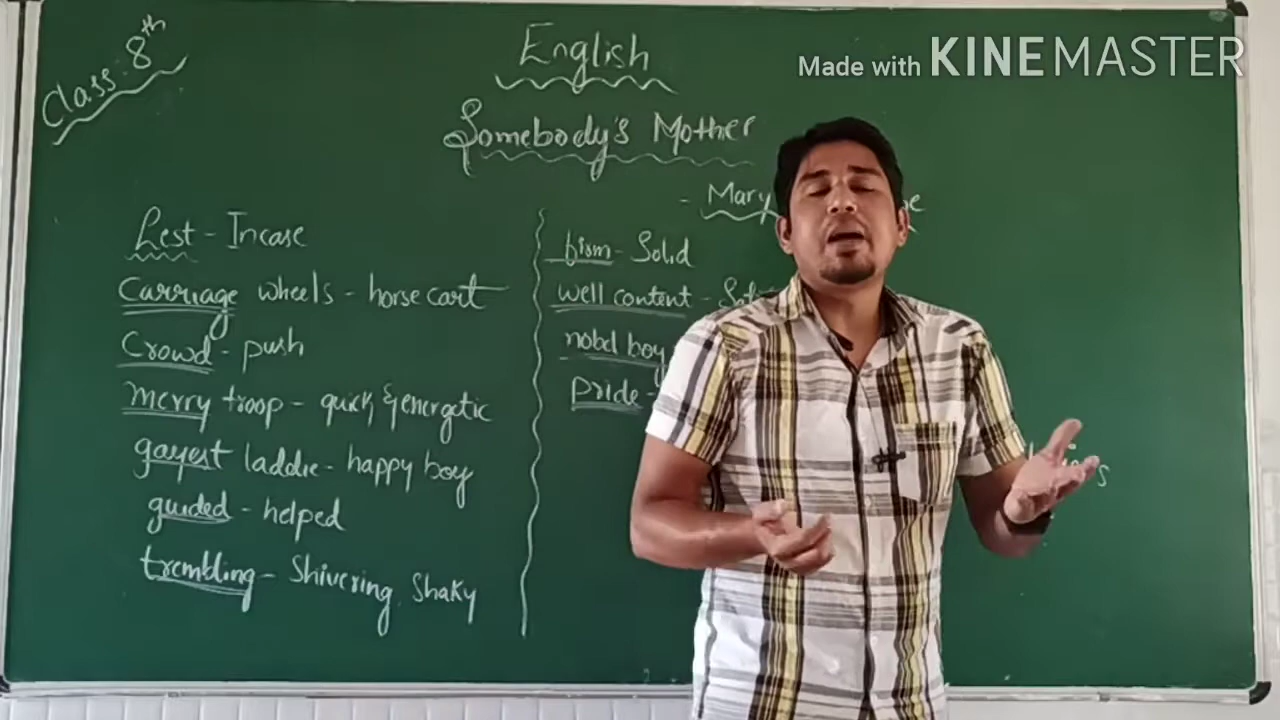 Class: 8th
English
Made with KINEMASTER
Somebody's Mother
- Mary
Lest - Incase
Carriage wheels - horse cart
Crowd - push
merry troop - quick & energetic
gayest laddie - happy boy
guided - helped
trembling - Shivering, Shaky
firm - Solid
well content -
nobel boy
pride -